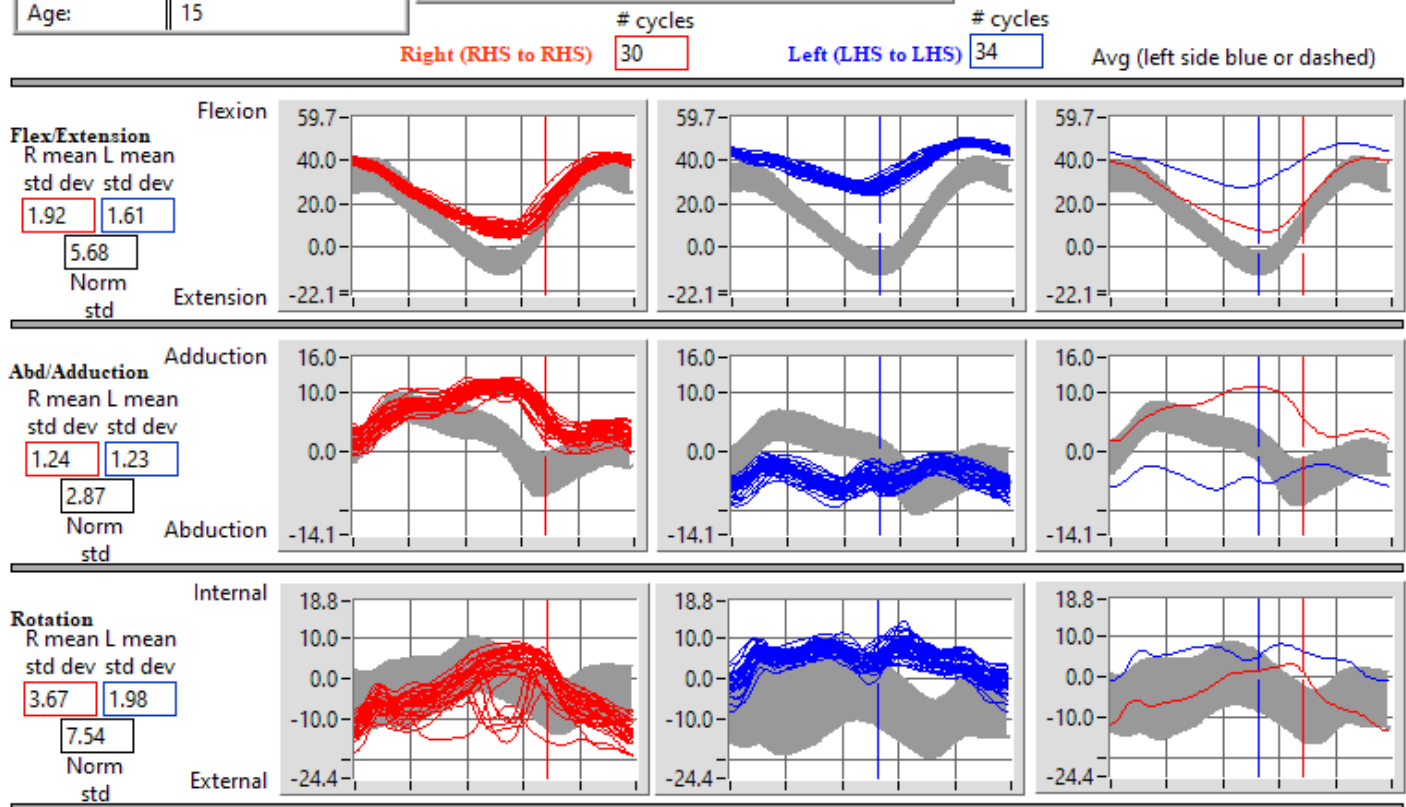 Age: 15
# cycles # cycles
Right (RHS to RHS) 30 Left (LHS to LHS) 34 Avg (left side blue or dashed)
Flexion
Flex/Extension
R mean L mean
std dev std dev
1.92 1.61
5.68
Norm
std
Extension
59.7
40.0
20.0
0.0
-22.1
59.7
40.0
20.0
0.0
-22.1
59.7
40.0
20.0
0.0
-22.1
Adduction
Abd/Adduction
R mean L mean
std dev std dev
1.24 1.23
2.87
Norm
std
Abduction
16.0
10.0
0.0
-14.1
16.0
10.0
0.0
-14.1
16.0
10.0
0.0
-14.1
Internal
Rotation
R mean L mean
std dev std dev
3.67 1.98
7.54
Norm
std
External
18.8
10.0
0.0
-10.0
-24.4
18.8
10.0
0.0
-10.0
-24.4
18.8
10.0
0.0
-10.0
-24.4